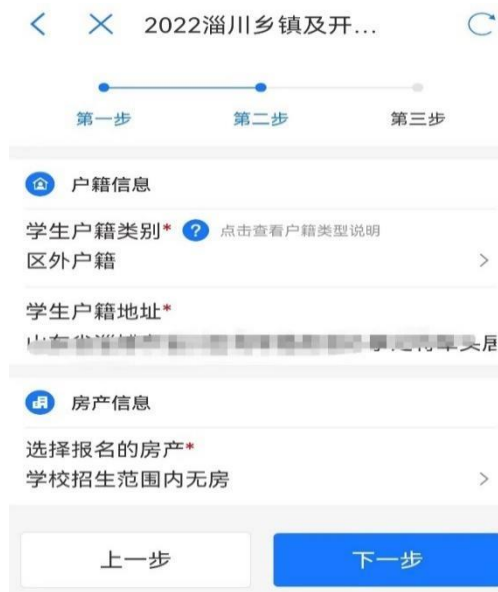 2022淄川乡镇及开...
第一步
第二步
第三步
户籍信息
学生户籍类别* ? 点击查看户籍类型说明
区外户籍
学生户籍地址*
房产信息
选择报名的房产*
学校招生范围内无房
上一步
下一步